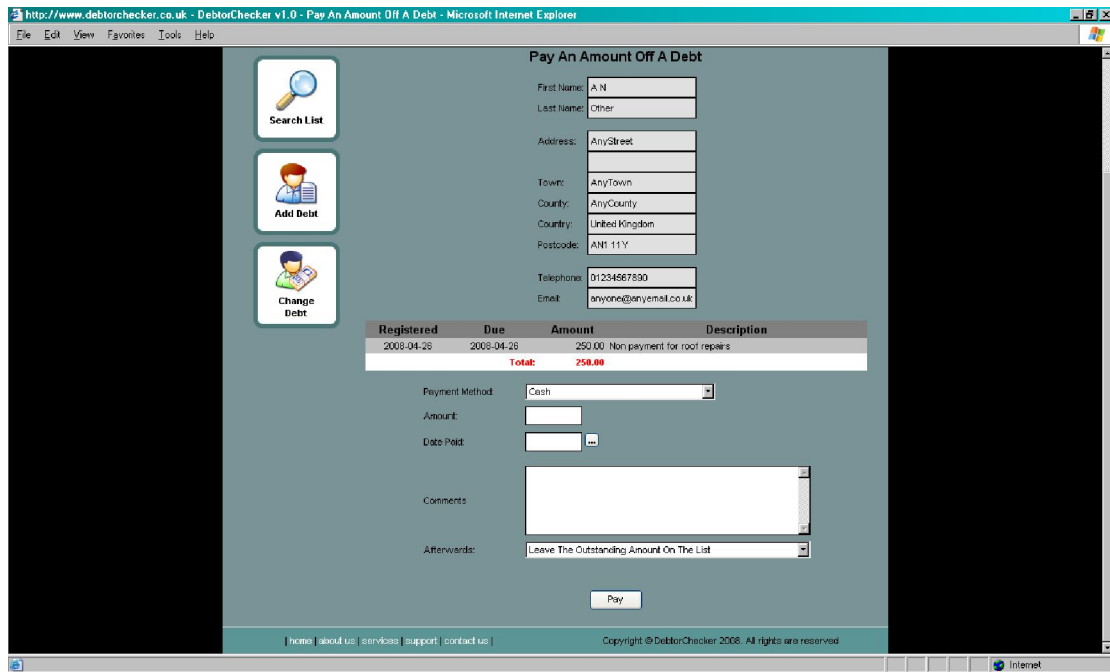 http://www.debtorchecker.co.uk - DebtorChecker v1.0 - Pay An Amount Off A Debt - Microsoft Internet Explorer
File Edit View Favorites Tools Help
Search List
Add Debt
Change
Debt
Pay An Amount Off A Debt
First Name: A N
Last Name: Other
Address: AnyStreet
Town: AnyTown
County: AnyCounty
Country: United Kingdom
Postcode: AN1 11Y
Telephone: 01234567890
Email: anyone@anyemail.co.uk
Registered Due Amount Description
2008-04-26 2008-04-26 250.00 Non payment for roof repairs
Total: 250.00
Payment Method: Cash
Amount:
Date Paid: ...
Comments
Afterwards: Leave The Outstanding Amount On The List
Pay
| home | about us | services | support | contact us | Copyright © DebtorChecker 2008. All rights are reserved
Internet